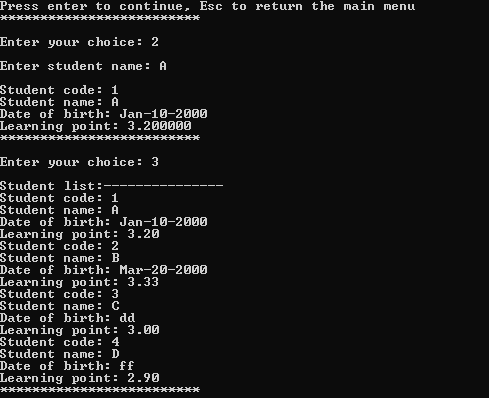 Press enter to continue, Esc to return the main menu
*************************
Enter your choice: 2
Enter student name: A
Student code: 1
Student name: A
Date of birth: Jan-10-2000
Learning point: 3.200000
*************************
Enter your choice: 3
Student list:---------------
Student code: 1
Student name: A
Date of birth: Jan-10-2000
Learning point: 3.20
Student code: 2
Student name: B
Date of birth: Mar-20-2000
Learning point: 3.33
Student code: 3
Student name: C
Date of birth: dd
Learning point: 3.00
Student code: 4
Student name: D
Date of birth: ff
Learning point: 2.90
*************************